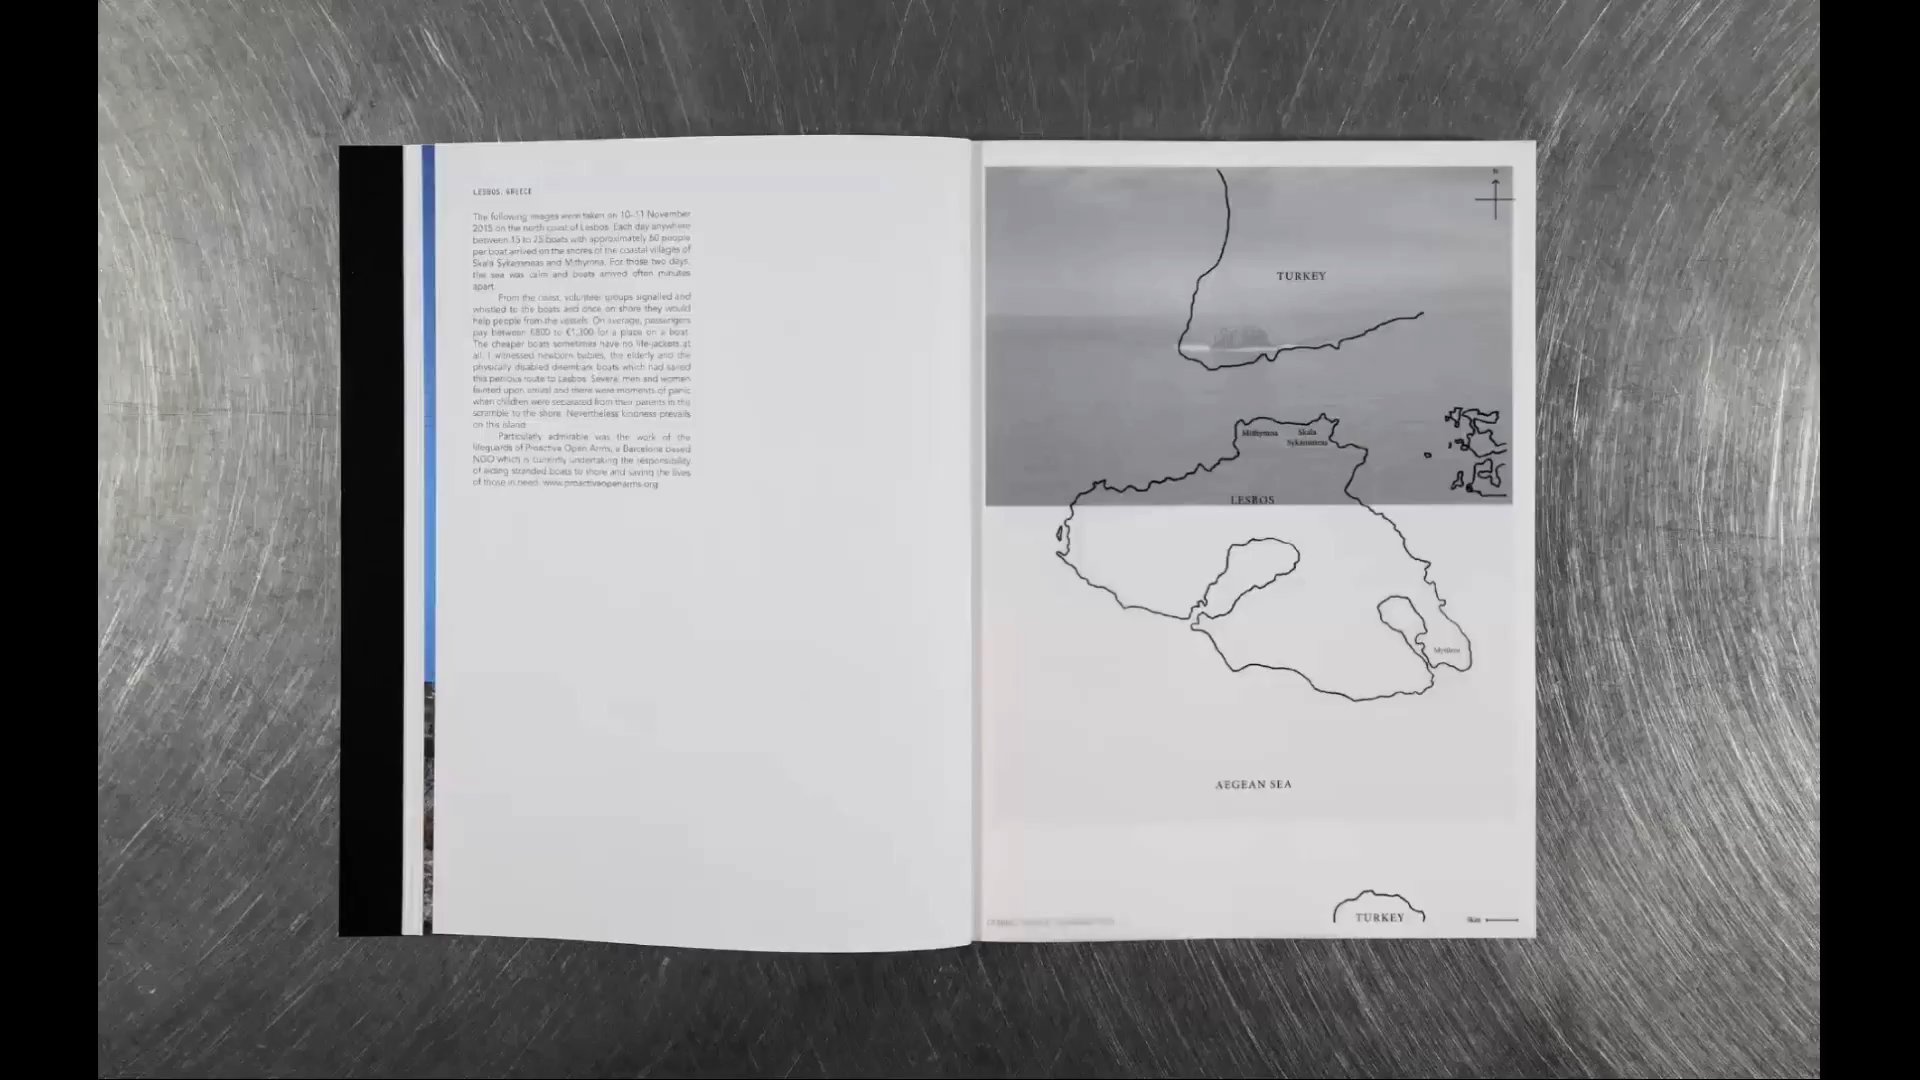 LESBOS, GREECE
The following images were taken on 10–11 November
2015 on the north coast of Lesbos. Each day anywhere
between 15 to 25 boats with approximately 60 people
per boat arrived on the shores of the coastal villages of
Skala Sykamineas and Mithymna. For those two days,
the sea was calm and boats arrived often minutes
apart.
From the coast, volunteer groups signalled and
whistled to the boats and once on shore they would
help people from the vessels. On average, passengers
pay between €800 to €1,300 for a place on a boat.
The cheaper boats sometimes have no life-jackets at
all. I witnessed newborn babies, the elderly and the
physically disabled disembark boats which had sailed
this perilous route to Lesbos. Several men and women
fainted upon arrival and there were moments of panic
when children were separated from their parents in the
scramble to the shore. Nevertheless kindness prevails
on this island.
Particularly admirable was the work of the
lifeguards of Proactive Open Arms, a Barcelona based
NGO which is currently undertaking the responsibility
of aiding stranded boats to shore and saving the lives
of those in need. www.proactiveopenarms.org
N
TURKEY
Mithymna
Skala
Sykamineas
LESBOS
Mytilene
AEGEAN SEA
TURKEY